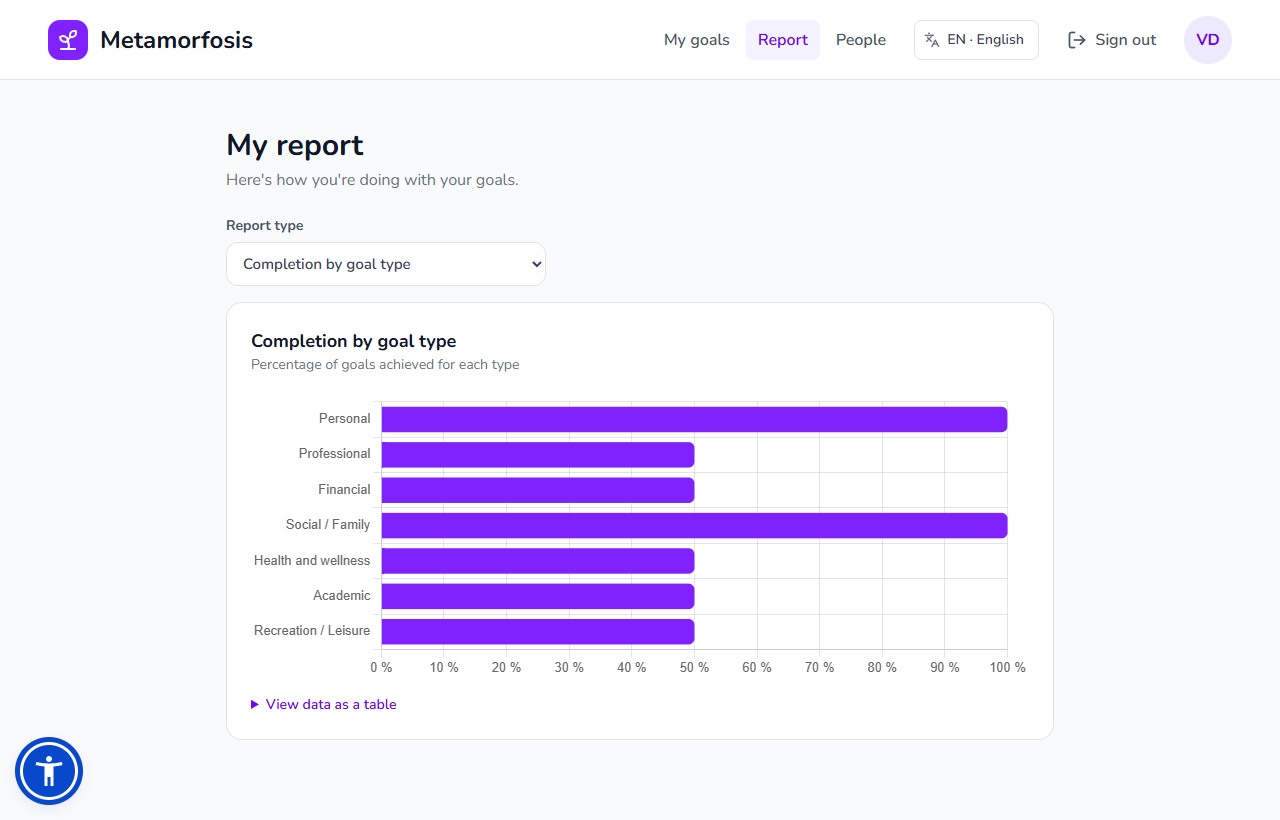 Metamorfosis
My goals
Report
People
EN · English
Sign out
VD
My report
Here's how you're doing with your goals.
Report type
Completion by goal type
Completion by goal type
Percentage of goals achieved for each type
Personal
Professional
Financial
Social / Family
Health and wellness
Academic
Recreation / Leisure
0 % 10 % 20 % 30 % 40 % 50 % 60 % 70 % 80 % 90 % 100 %
View data as a table